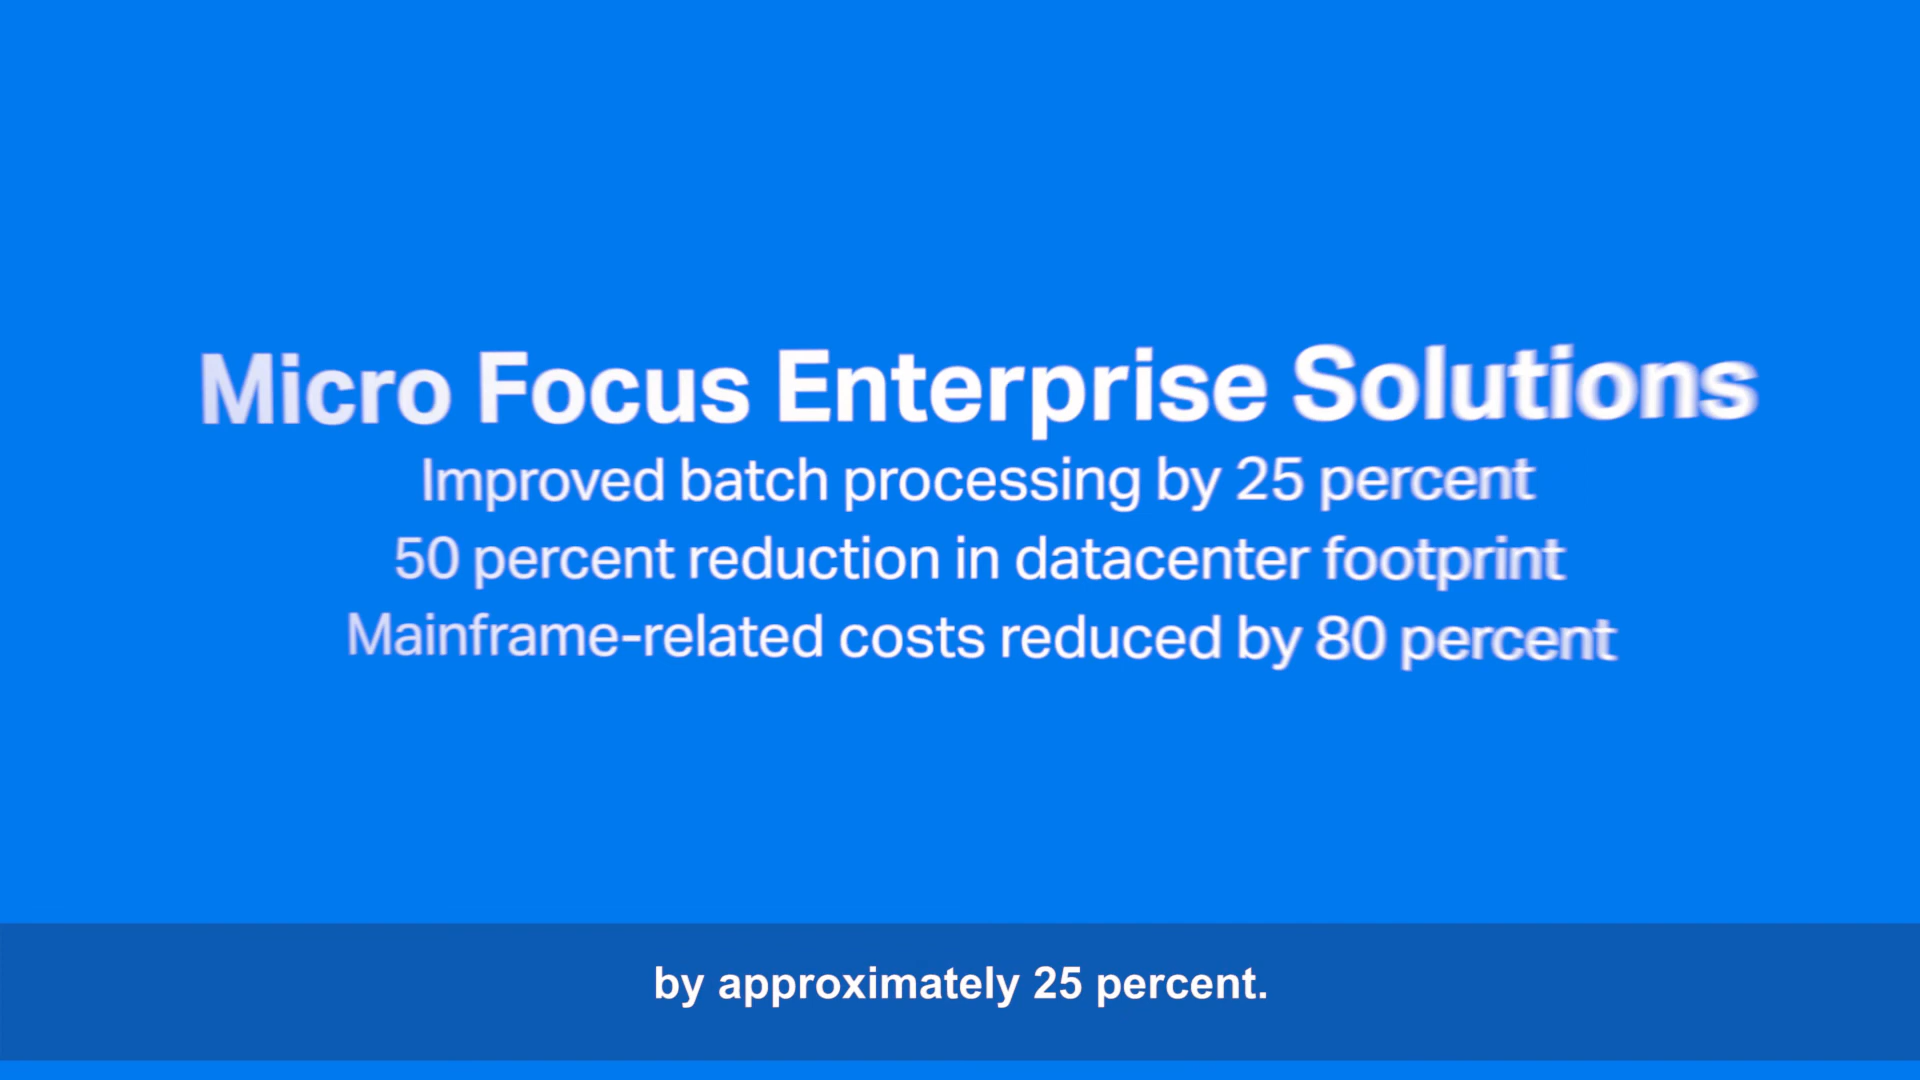 Micro Focus Enterprise Solutions
Improved batch processing by 25 percent
50 percent reduction in datacenter footprint
Mainframe-related costs reduced by 80 percent
by approximately 25 percent.